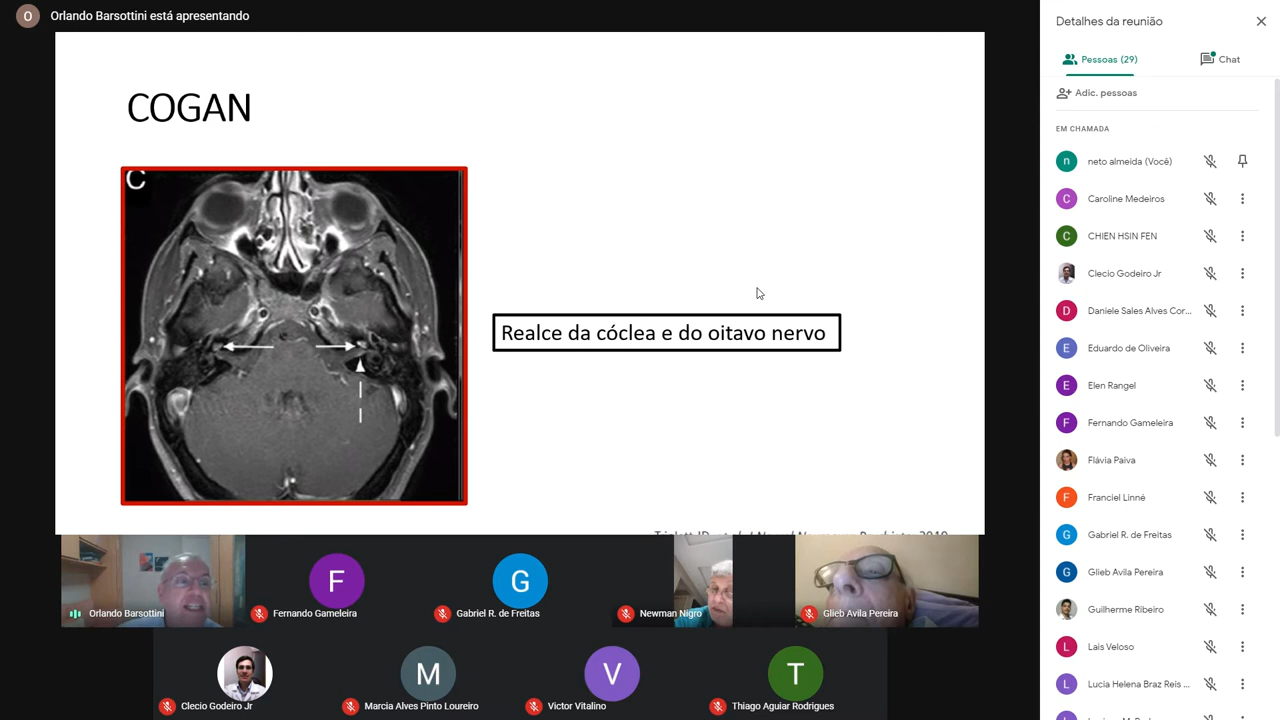 O
Orlando Barsottini está apresentando
COGAN
C
Realce da cóclea e do oitavo nervo
Orlando Barsottini
F
Fernando Gameleira
G
Gabriel R. de Freitas
Newman Nigro
Glieb Avila Pereira
Clecio Godeiro Jr
M
Marcia Alves Pinto Loureiro
V
Victor Vitalino
T
Thiago Aguiar Rodrigues
Detalhes da reunião
Pessoas (29)
Chat
Adic. pessoas
EM CHAMADA
n neto almeida (Você)
C Caroline Medeiros
C CHIEN HSIN FEN
Clecio Godeiro Jr
D Daniele Sales Alves Cor...
E Eduardo de Oliveira
E Elen Rangel
F Fernando Gameleira
Flávia Paiva
F Franciel Linné
G Gabriel R. de Freitas
G Glieb Avila Pereira
Guilherme Ribeiro
L Lais Veloso
L Lucia Helena Braz Reis ...